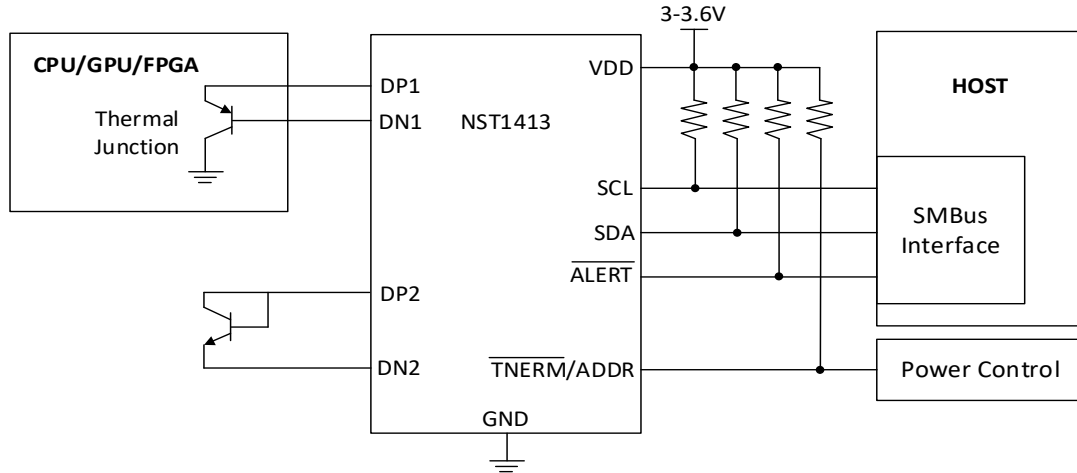 3-3.6V
CPU/GPU/FPGA
Thermal
Junction
DP1
DN1
NST1413
VDD
HOST
SCL
SDA
ALERT
SMBus
Interface
DP2
DN2
TNERM/ADDR
GND
Power Control